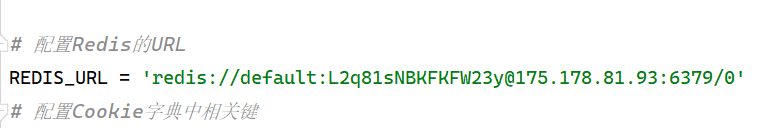 # 配置Redis的URL
REDIS_URL = 'redis://default:L2q81sNBKFKFW23y@175.178.81.93:6379/0'
# 配置Cookie字典中相关键